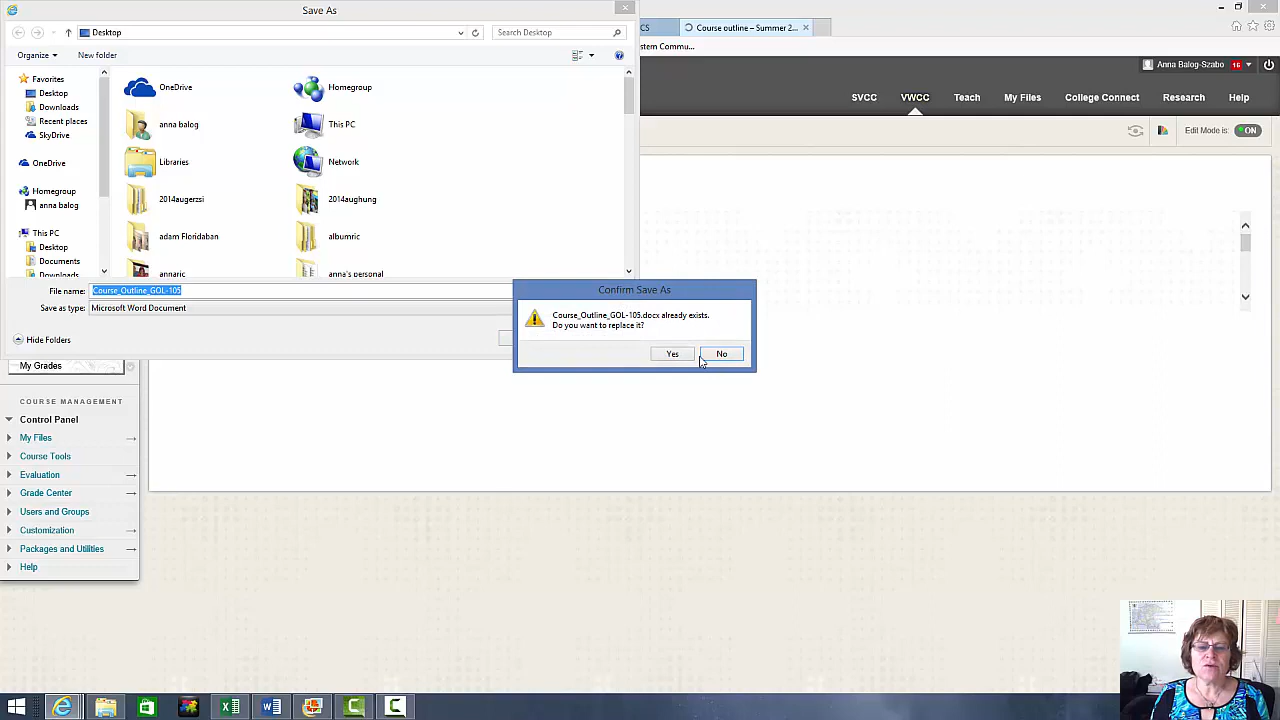 Save As
Desktop
Search Desktop
Organize
New folder
Favorites
Desktop
Downloads
Recent places
SkyDrive
OneDrive
Homegroup
anna balog
This PC
Desktop
Documents
Downloads
OneDrive
Homegroup
anna balog
This PC
Libraries
Network
2014augerzsi
2014aughung
adam Floridaban
albumric
annaric
anna's personal
File name: Course_Outline_GOL-105
Save as type: Microsoft Word Document
Hide Folders
Confirm Save As
Course_Outline_GOL-105.docx already exists.
Do you want to replace it?
Yes
No
CS
Course outline – Summer 2...
stem Commu...
Anna Balog-Szabo 16
SVCC
VWCC
Teach
My Files
College Connect
Research
Help
Edit Mode is: ON
My Grades
COURSE MANAGEMENT
Control Panel
My Files
Course Tools
Evaluation
Grade Center
Users and Groups
Customization
Packages and Utilities
Help